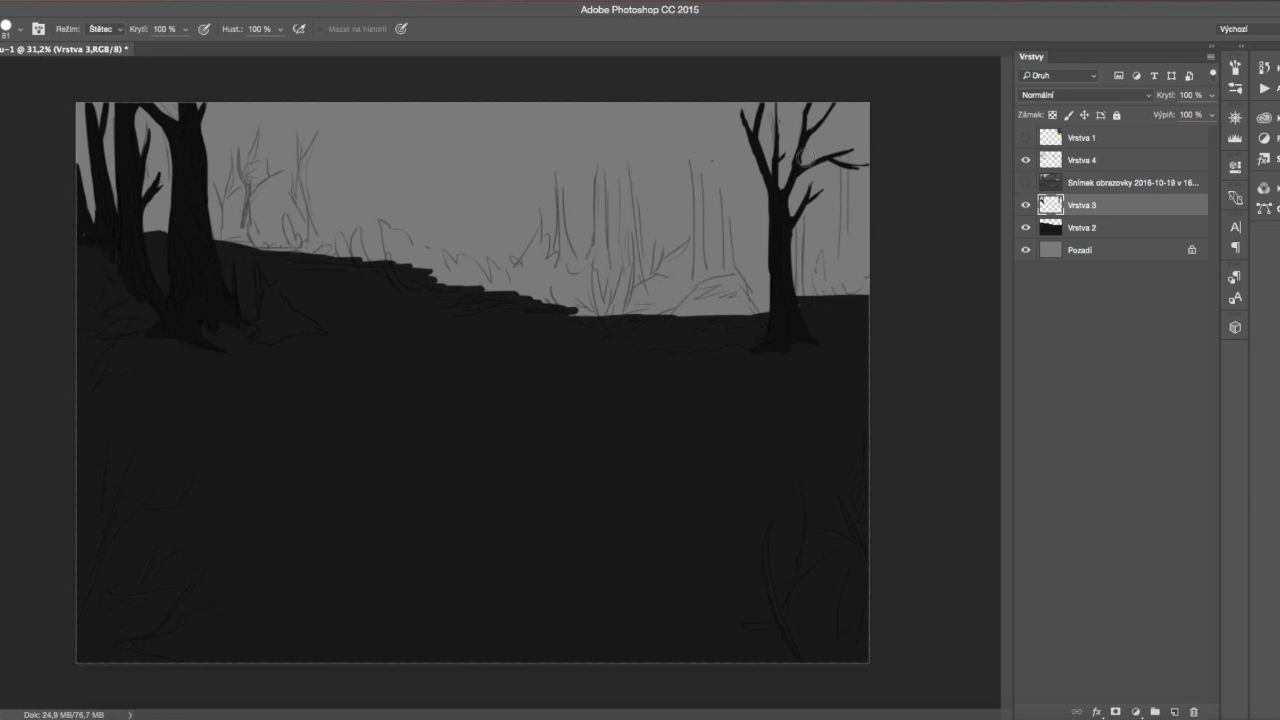 Adobe Photoshop CC 2015
81
Režim: Štětec Krytí: 100 % Hust.: 100 % Mazat na historii
Výchozí
u-1 @ 31,2% (Vrstva 3,RGB/8) *
Vrstvy
Druh
Normální Krytí: 100 %
Zámek: Výplň: 100 %
Vrstva 1
Vrstva 4
Snímek obrazovky 2016-10-19 v 16...
Vrstva 3
Vrstva 2
Pozadí
Dok: 24,9 MB/76,7 MB